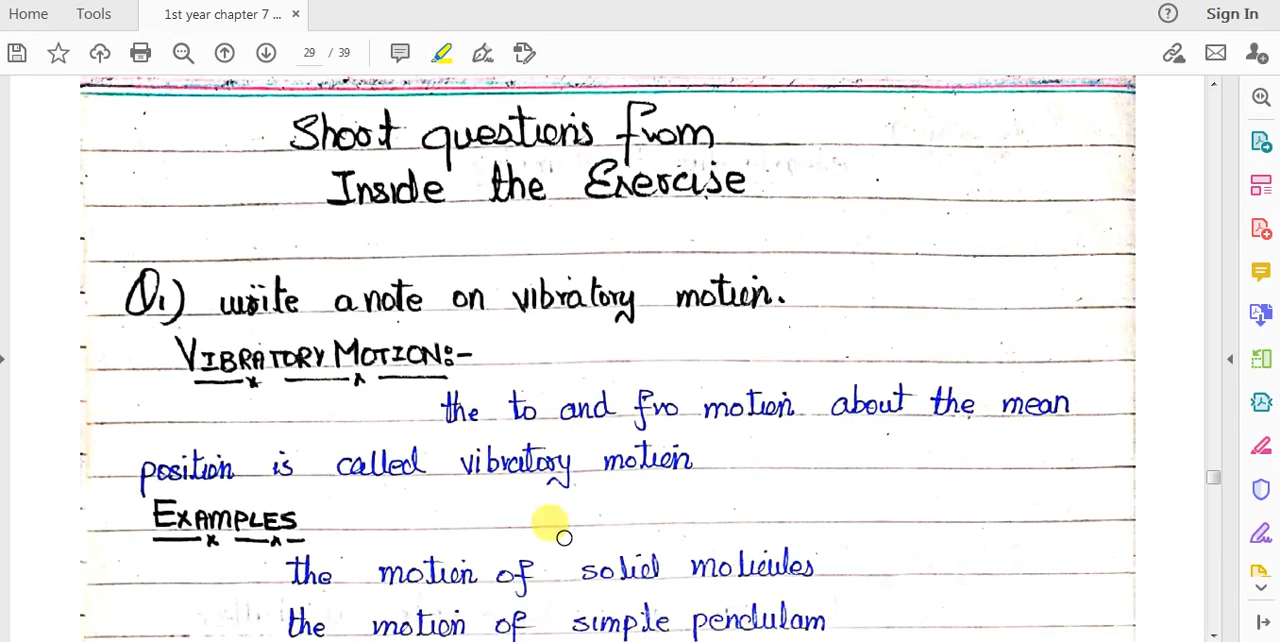 Home Tools 1st year chapter 7 ... × Sign In
29 / 39
Shoot questions from
Inside the Exercise
Q1) write a note on vibratory motion.
VIBRATORY MOTION:-
the to and fro motion about the mean
position is called vibratory motion
EXAMPLES
the motion of solid molicules
the motion of simple pendulam